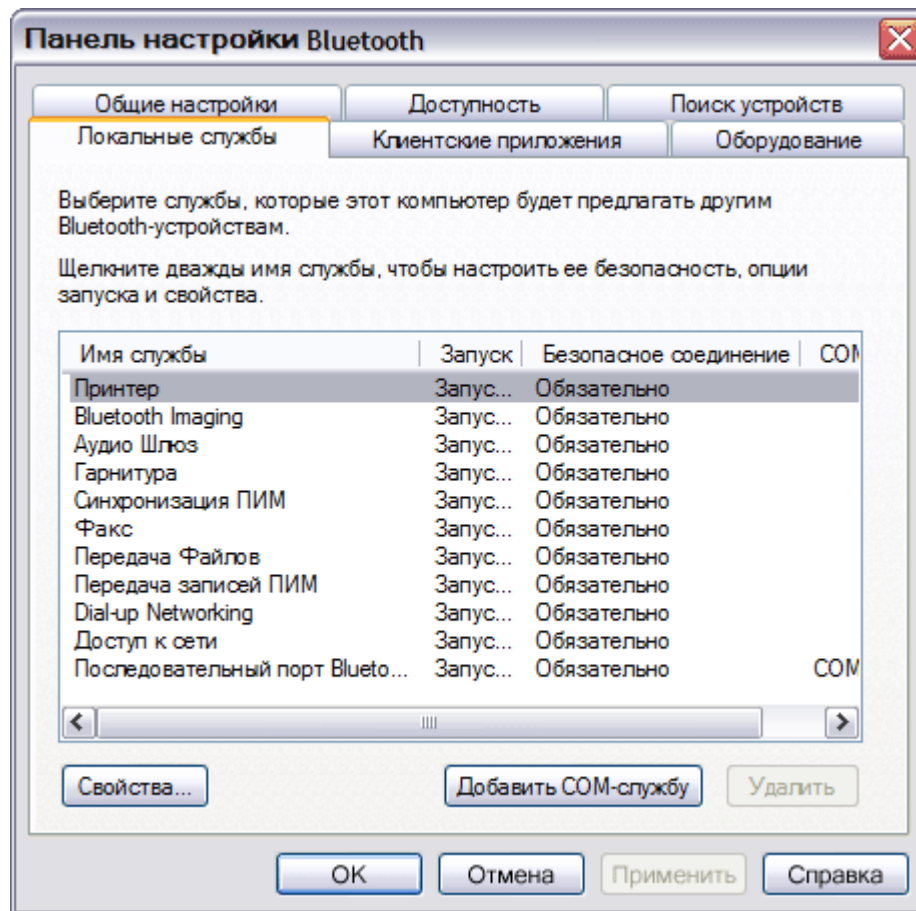 Панель настройки Bluetooth
Общие настройки Доступность Поиск устройств
Локальные службы Клиентские приложения Оборудование
Выберите службы, которые этот компьютер будет предлагать другим
Bluetooth-устройствам.
Щелкните дважды имя службы, чтобы настроить ее безопасность, опции
запуска и свойства.
Имя службы Запуск Безопасное соединение COM
Принтер Запус... Обязательно
Bluetooth Imaging Запус... Обязательно
Аудио Шлюз Запус... Обязательно
Гарнитура Запус... Обязательно
Синхронизация ПИМ Запус... Обязательно
Факс Запус... Обязательно
Передача Файлов Запус... Обязательно
Передача записей ПИМ Запус... Обязательно
Dial-up Networking Запус... Обязательно
Доступ к сети Запус... Обязательно
Последовательный порт Blueto... Запус... Обязательно COM
Свойства... Добавить COM-службу Удалить
OK Отмена Применить Справка